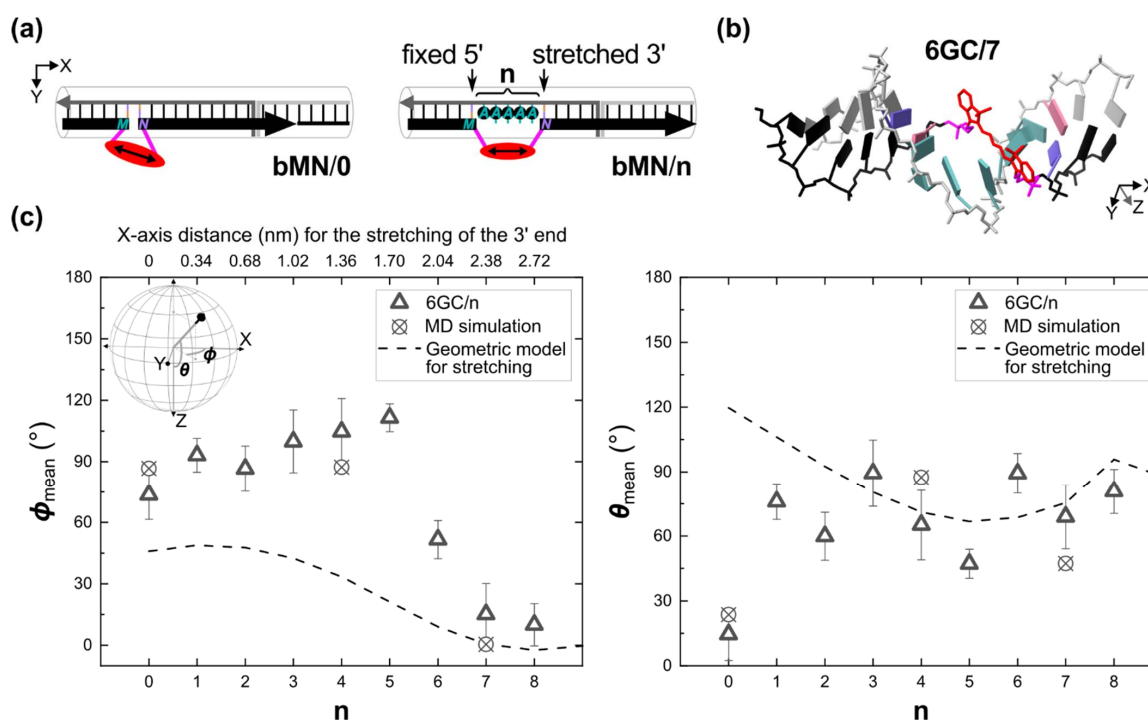 (a)
X
Y
fixed 5' stretched 3'
n
M N
M A A A A A N
bMN/0
bMN/n
(b)
6GC/7
X
Y Z
(c)
X-axis distance (nm) for the stretching of the 3' end
0 0.34 0.68 1.02 1.36 1.70 2.04 2.38 2.72
180
150
120
90
60
30
0
ϕmean (°)
X
Y
Z
θ
ϕ
6GC/n
MD simulation
Geometric model
for stretching
0 1 2 3 4 5 6 7 8
n
180
150
120
90
60
30
0
θmean (°)
6GC/n
MD simulation
Geometric model
for stretching
0 1 2 3 4 5 6 7 8
n